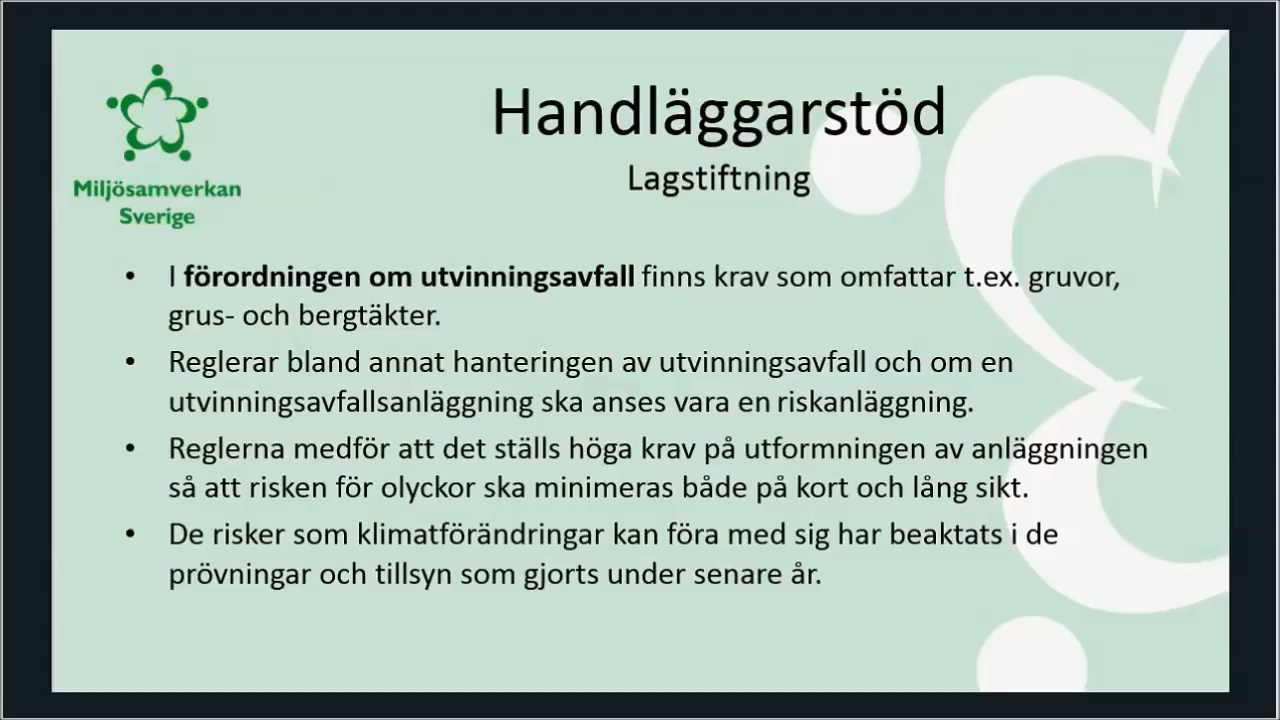 Miljösamverkan
Sverige
Handläggarstöd
Lagstiftning
• I förordningen om utvinningsavfall finns krav som omfattar t.ex. gruvor,
grus- och bergtäkter.
• Reglerar bland annat hanteringen av utvinningsavfall och om en
utvinningsavfallsanläggning ska anses vara en riskanläggning.
• Reglerna medför att det ställs höga krav på utformningen av anläggningen
så att risken för olyckor ska minimeras både på kort och lång sikt.
• De risker som klimatförändringar kan föra med sig har beaktats i de
prövningar och tillsyn som gjorts under senare år.